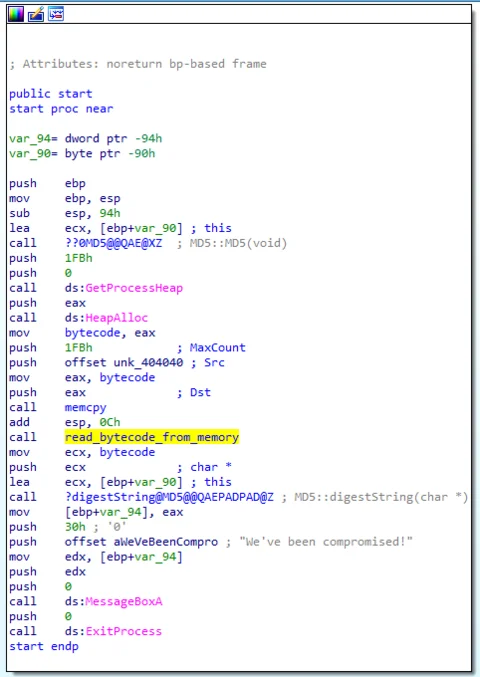 ; Attributes: noreturn bp-based frame
public start
start proc near
var_94= dword ptr -94h
var_90= byte ptr -90h
push    ebp
mov     ebp, esp
sub     esp, 94h
lea     ecx, [ebp+var_90] ; this
call    ??0MD5@@QAE@XZ  ; MD5::MD5(void)
push    1FBh
push    0
call    ds:GetProcessHeap
push    eax
call    ds:HeapAlloc
mov     bytecode, eax
push    1FBh            ; MaxCount
push    offset unk_404040 ; Src
mov     eax, bytecode
push    eax             ; Dst
call    memcpy
add     esp, 0Ch
call    read_bytecode_from_memory
mov     ecx, bytecode
push    ecx             ; char *
lea     ecx, [ebp+var_90] ; this
call    ?digestString@MD5@@QAEPADPAD@Z ; MD5::digestString(char *)
mov     [ebp+var_94], eax
push    30h ; '0'
push    offset aWeVeBeenCompro ; "We've been compromised!"
mov     edx, [ebp+var_94]
push    edx
push    0
call    ds:MessageBoxA
push    0
call    ds:ExitProcess
start endp